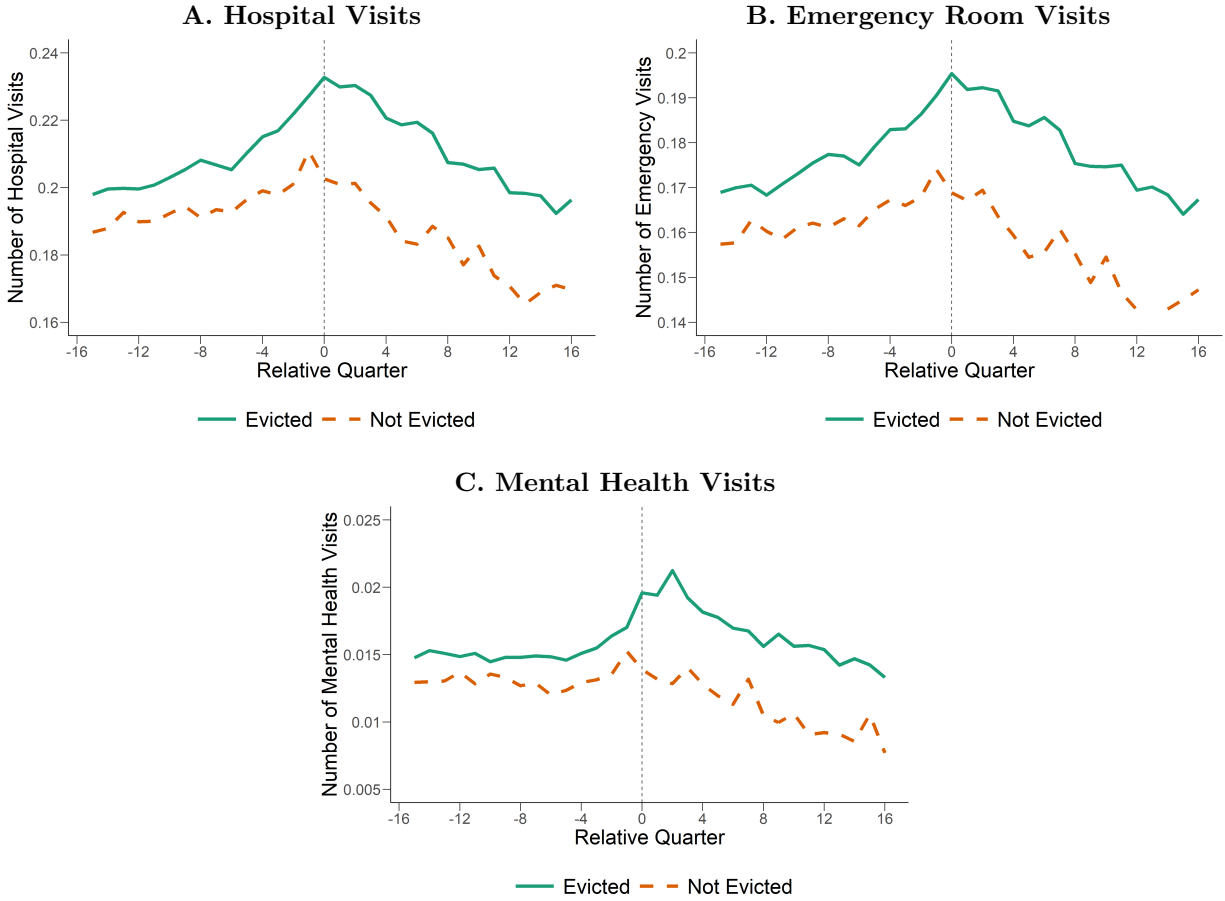 A. Hospital Visits
Number of Hospital Visits
0.24
0.22
0.2
0.18
0.16
-16 -12 -8 -4 0 4 8 12 16
Relative Quarter
Evicted Not Evicted
B. Emergency Room Visits
Number of Emergency Visits
0.2
0.19
0.18
0.17
0.16
0.15
0.14
-16 -12 -8 -4 0 4 8 12 16
Relative Quarter
Evicted Not Evicted
C. Mental Health Visits
Number of Mental Health Visits
0.025
0.02
0.015
0.01
0.005
-16 -12 -8 -4 0 4 8 12 16
Relative Quarter
Evicted Not Evicted